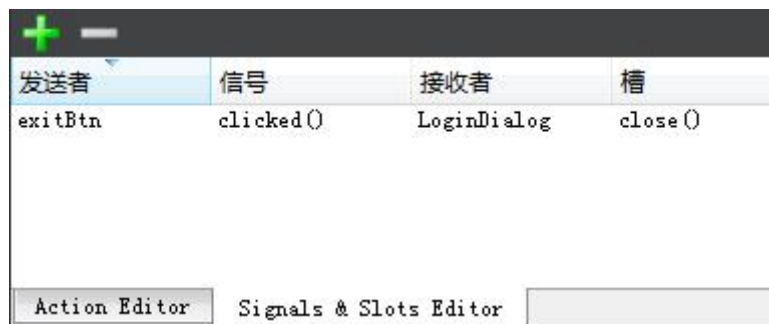 发送者 信号 接收者 槽
exitBtn clicked() LoginDialog close()
Action Editor Signals & Slots Editor